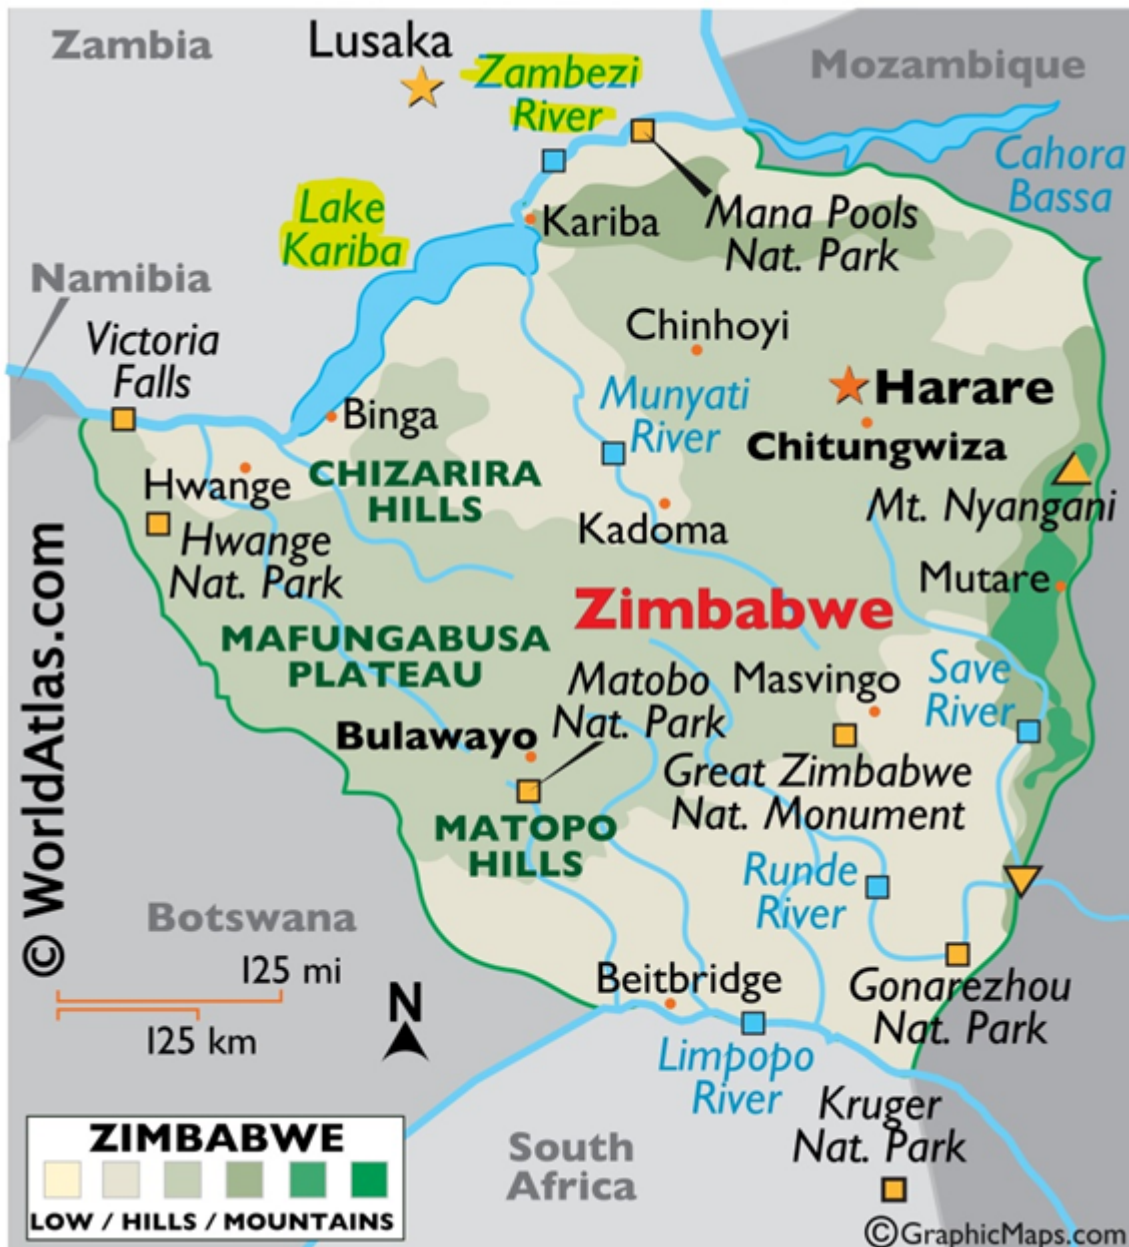 Zambia
Lusaka
Zambezi
River
Mozambique
Cahora
Bassa
Lake
Kariba
Kariba
Mana Pools
Nat. Park
Namibia
Victoria
Falls
Chinhoyi
Munyati
River
Harare
Chitungwiza
Binga
CHIZARIRA
HILLS
Hwange
Hwange
Nat. Park
Mt. Nyangani
Kadoma
Mutare
Zimbabwe
MAFUNGABUSA
PLATEAU
Matobo
Nat. Park
Masvingo
Save
River
Bulawayo
Great Zimbabwe
Nat. Monument
MATOPO
HILLS
Runde
River
© WorldAtlas.com
Botswana
125 mi
125 km
N
Beitbridge
Gonarezhou
Nat. Park
Limpopo
River
Kruger
Nat. Park
South
Africa
ZIMBABWE
LOW / HILLS / MOUNTAINS
©GraphicMaps.com